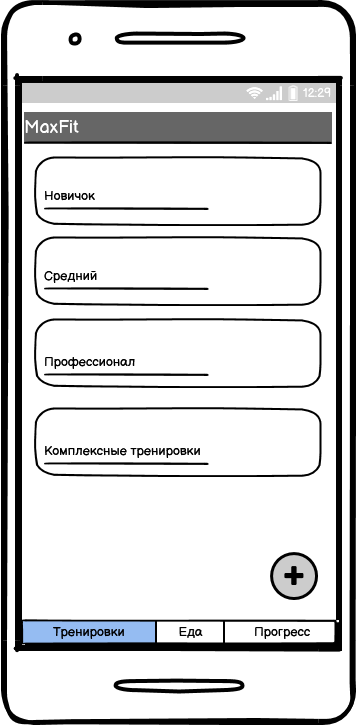 12:29
MaxFit
Новичок
Средний
Профессионал
Комплексные тренировки
Тренировки Еда Прогресс